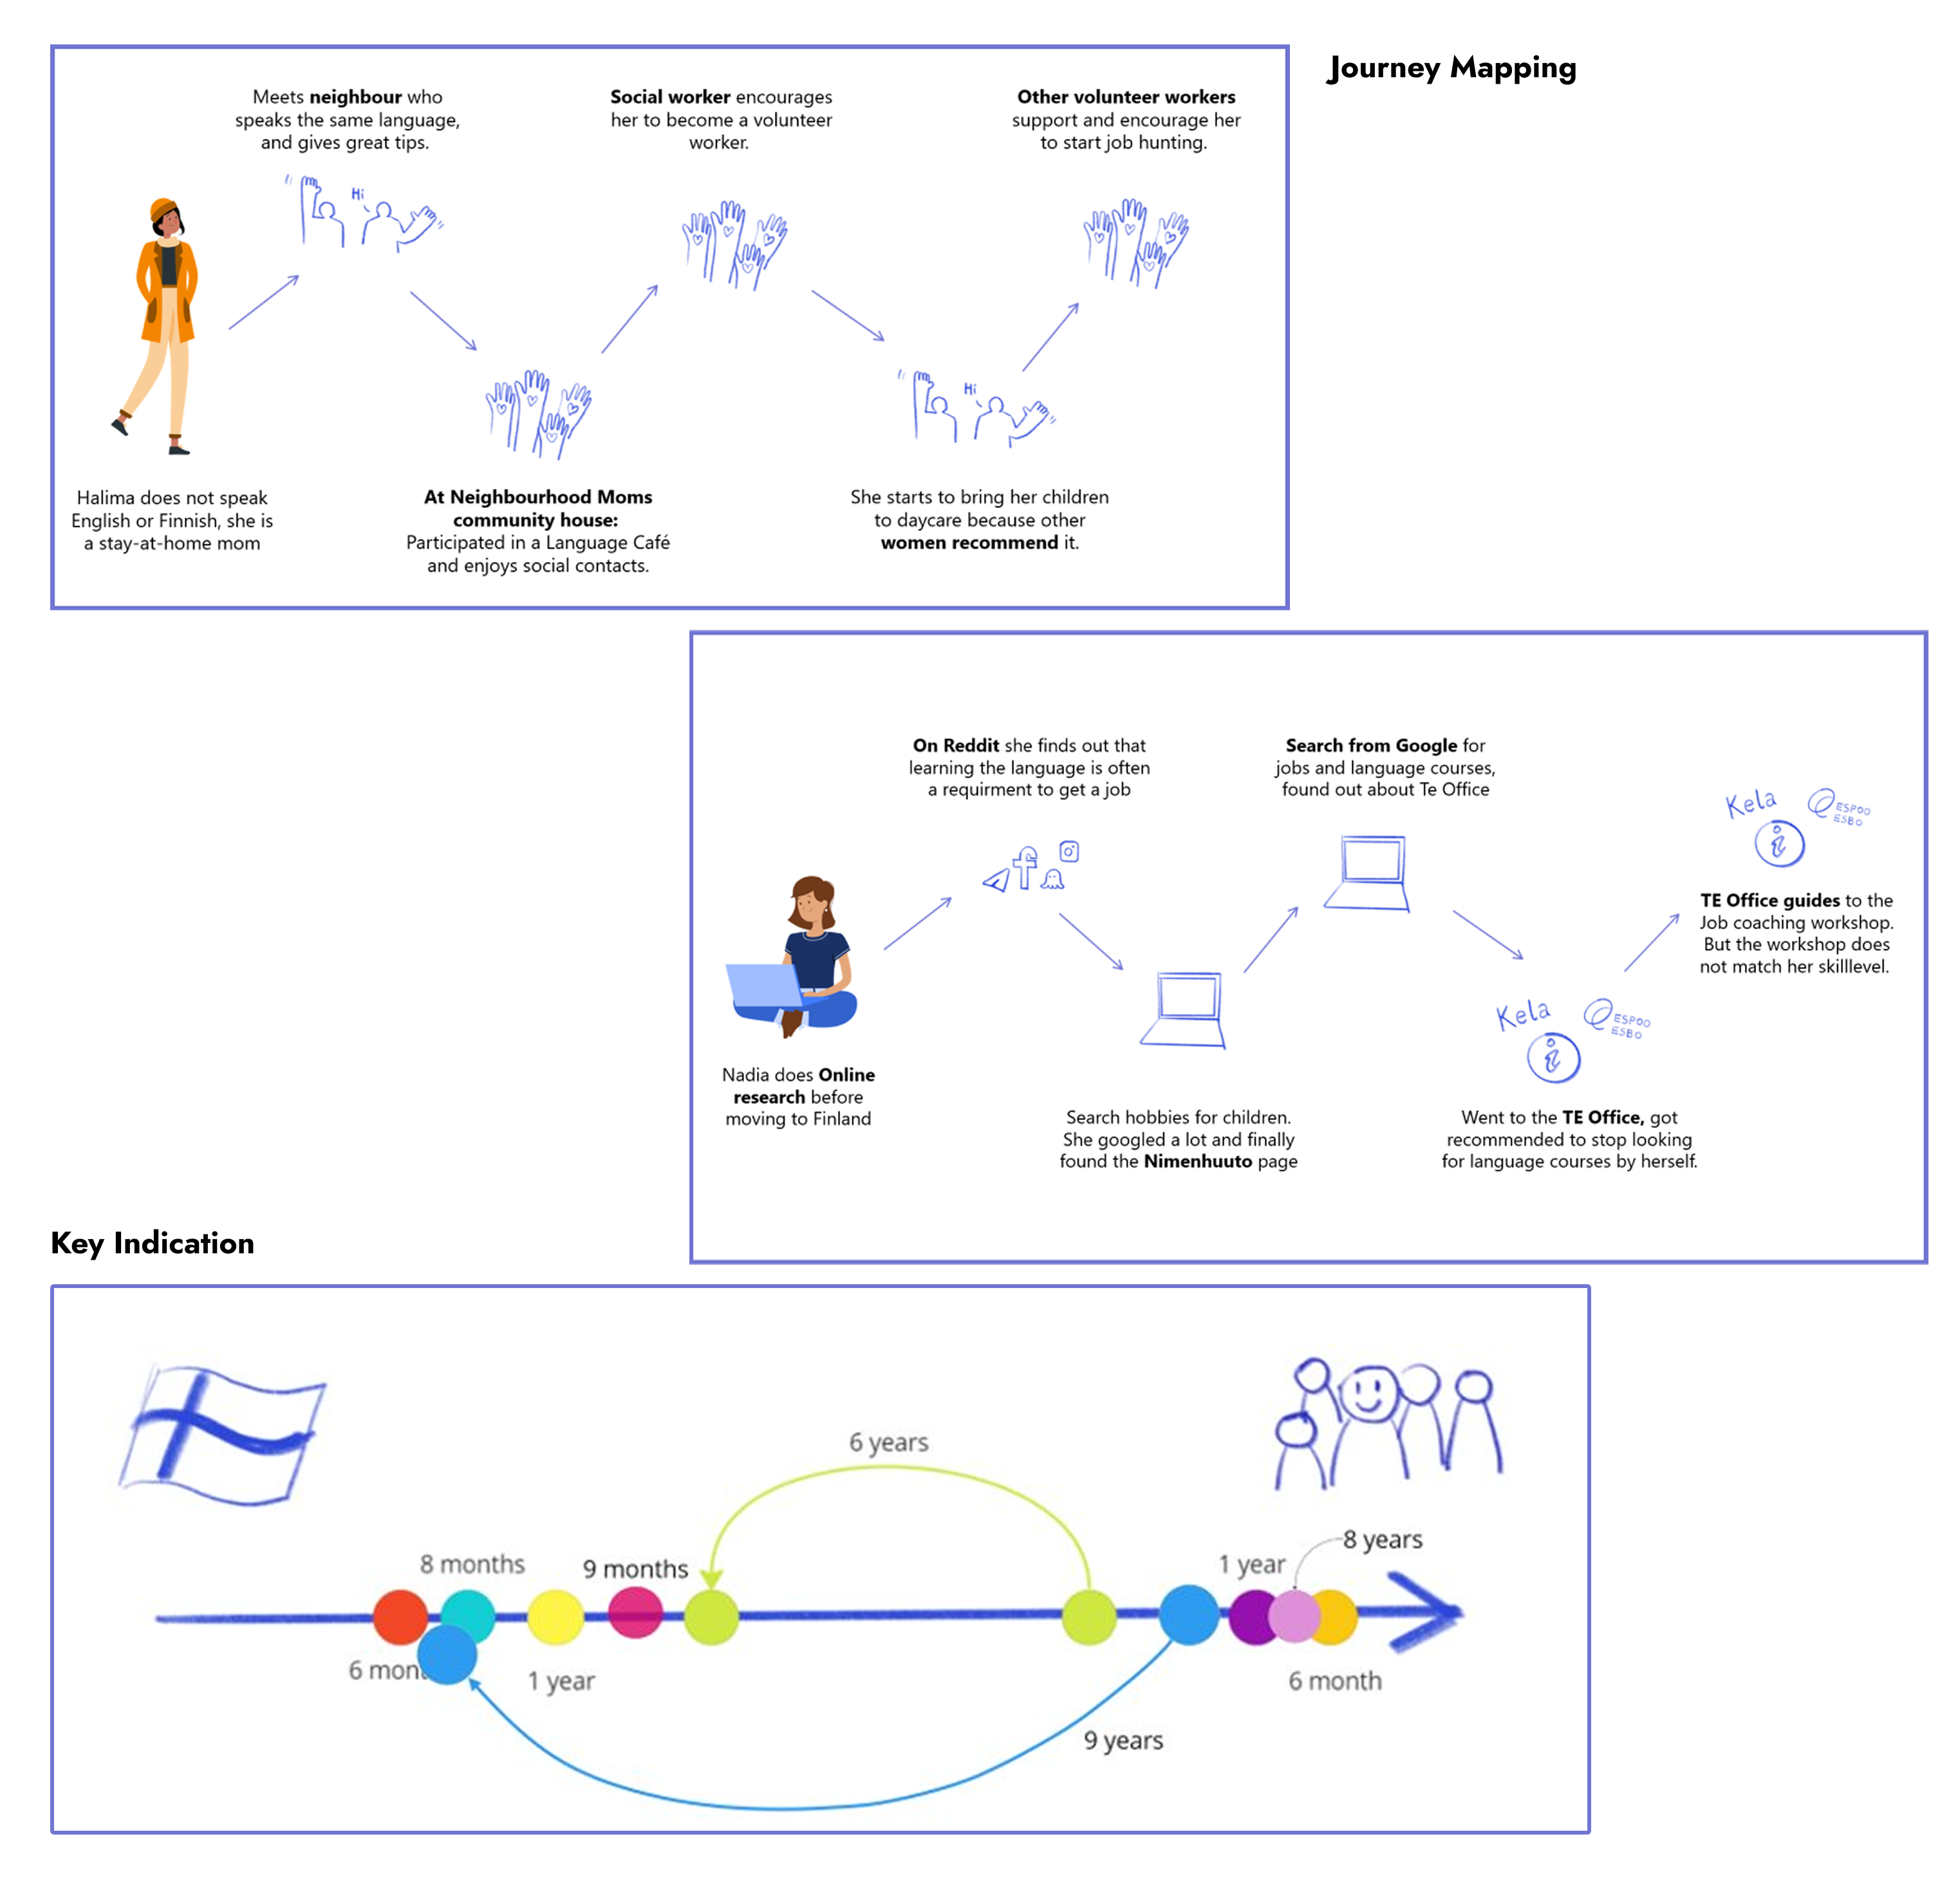 Journey Mapping
Meets neighbour who
speaks the same language,
and gives great tips.
Social worker encourages
her to become a volunteer
worker.
Other volunteer workers
support and encourage her
to start job hunting.
Hi
Hi
Halima does not speak
English or Finnish, she is
a stay-at-home mom
At Neighbourhood Moms
community house:
Participated in a Language Café
and enjoys social contacts.
She starts to bring her children
to daycare because other
women recommend it.
On Reddit she finds out that
learning the language is often
a requirment to get a job
Search from Google for
jobs and language courses,
found out about Te Office
Kela
ESPOO
ESBO
i
TE Office guides to the
Job coaching workshop.
But the workshop does
not match her skilllevel.
Kela
ESPOO
ESBO
i
Nadia does Online
research before
moving to Finland
Search hobbies for children.
She googled a lot and finally
found the Nimenhuuto page
Went to the TE Office, got
recommended to stop looking
for language courses by herself.
Key Indication
6 years
8 months
9 months
1 year
8 years
6 mont
1 year
6 month
9 years